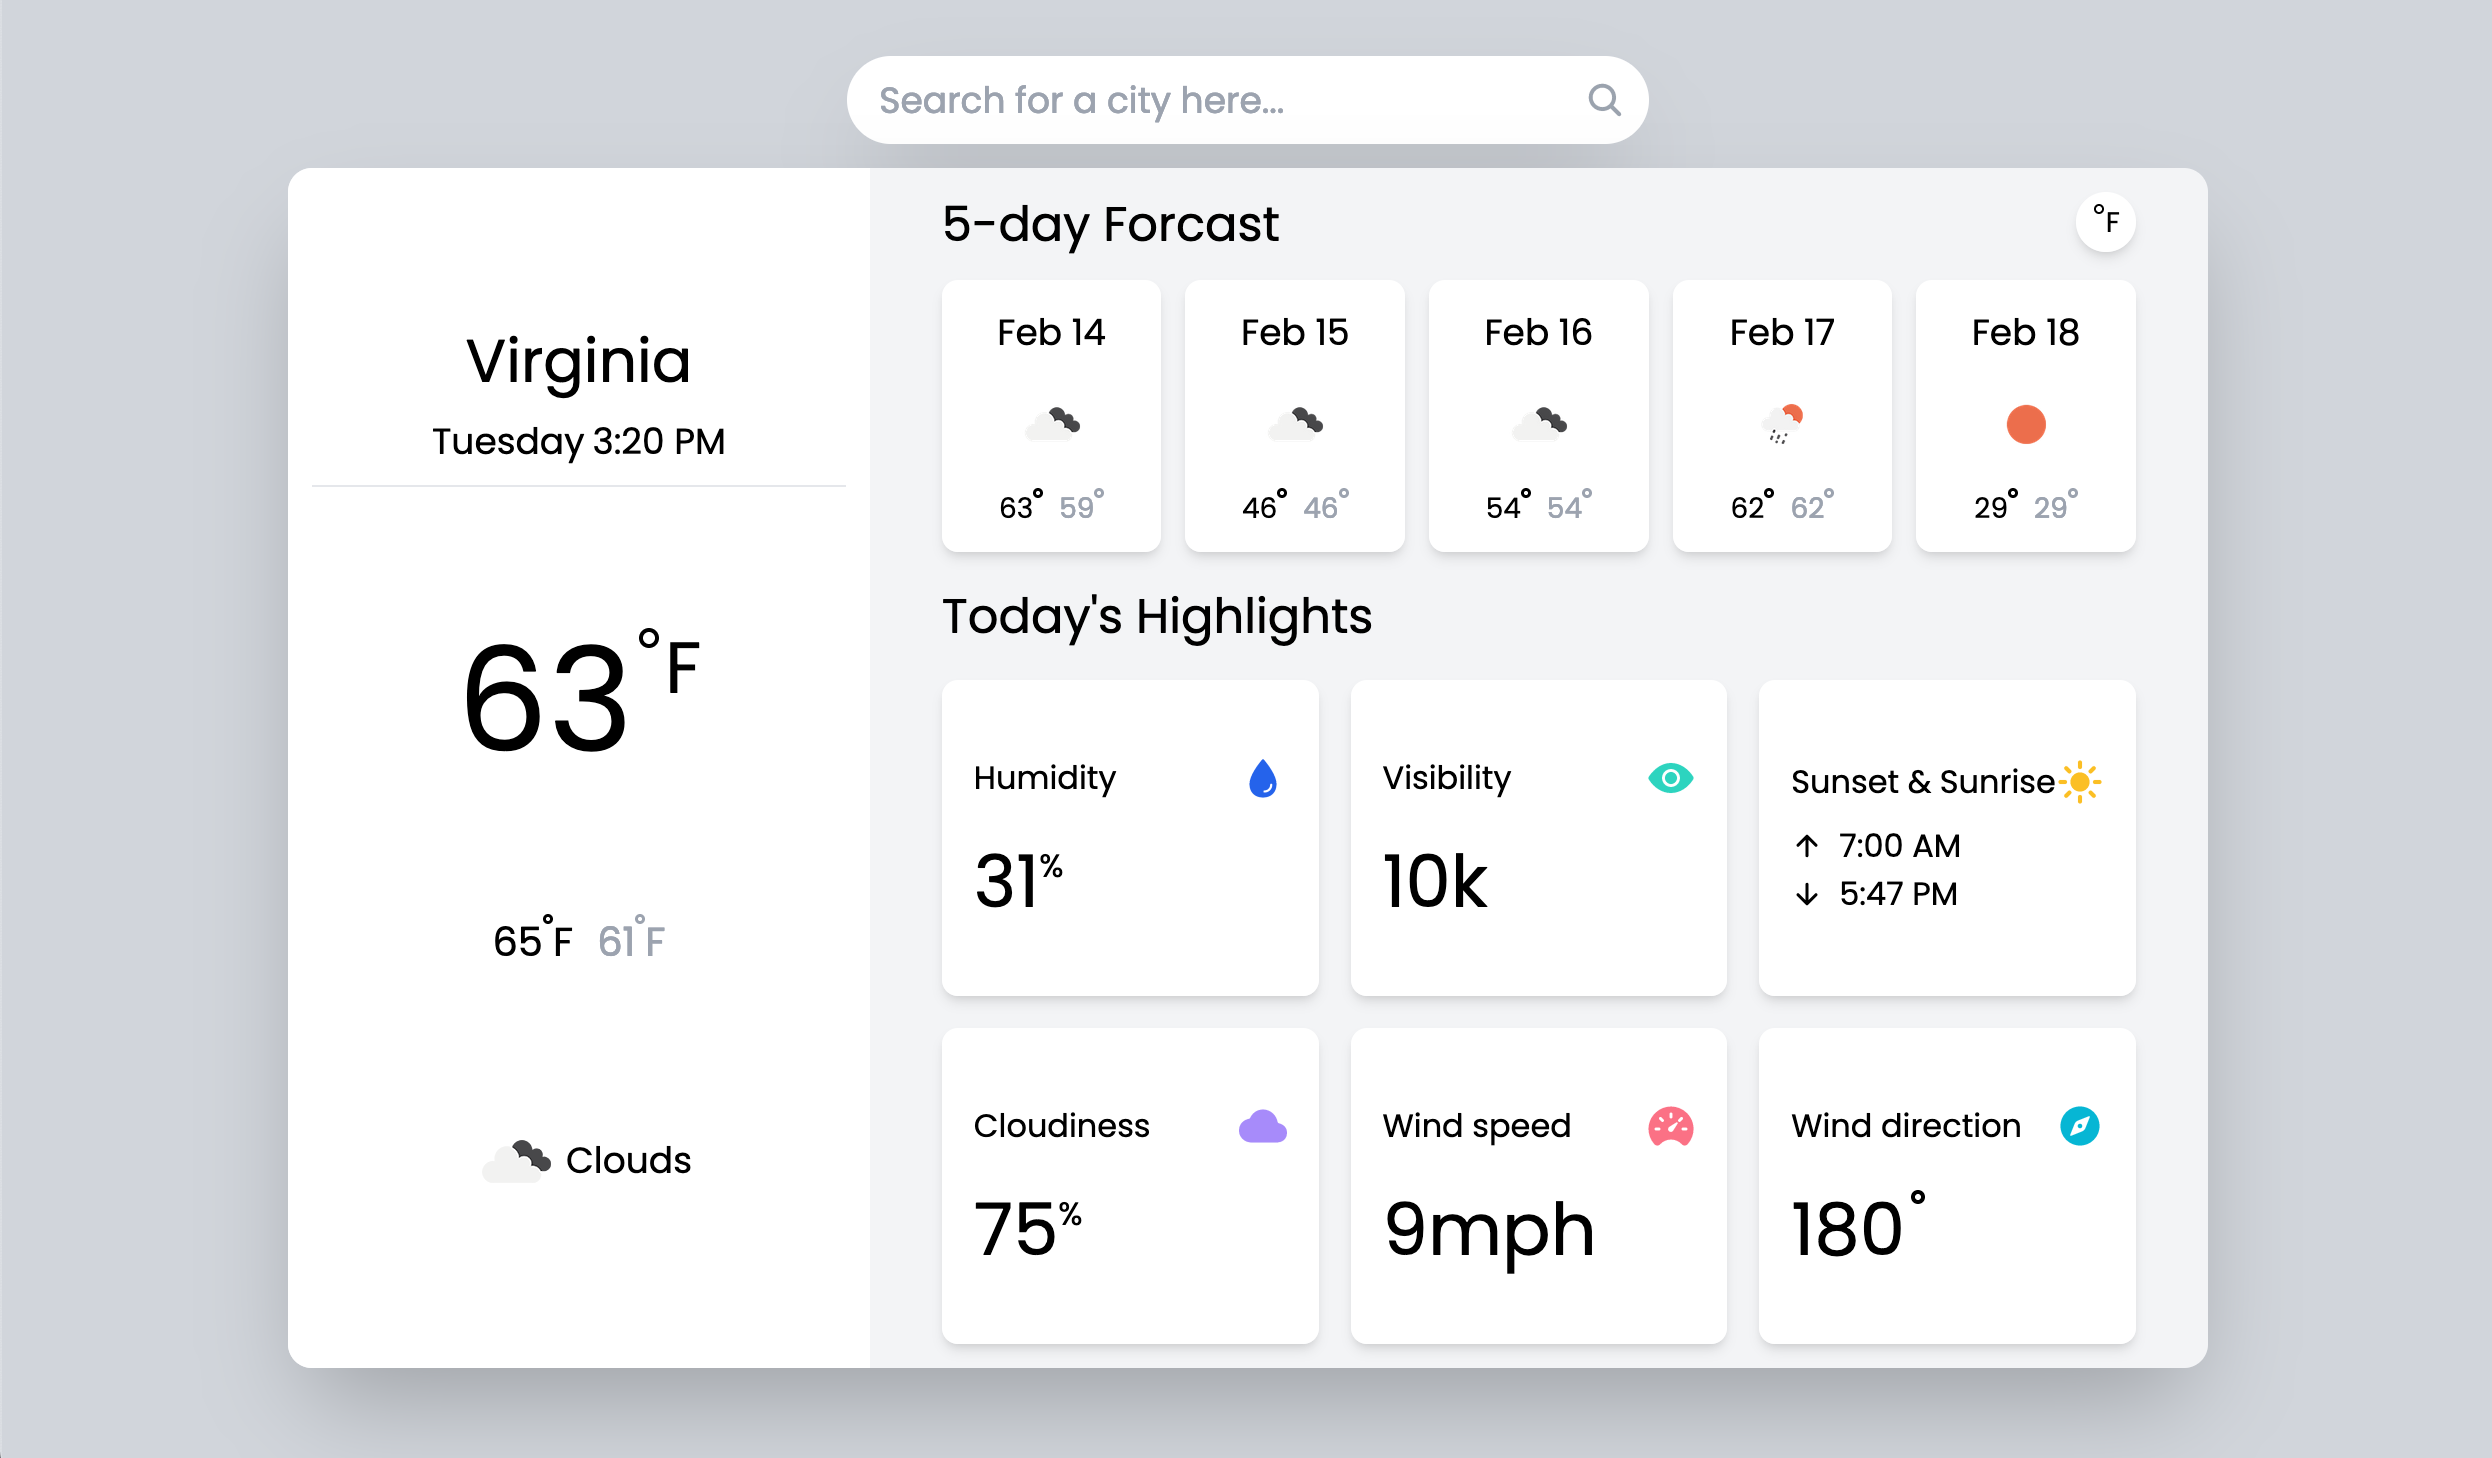 Search for a city here...
Virginia
Tuesday 3:20 PM
63°F
65°F 61°F
Clouds
5-day Forcast
°F
Feb 14
63° 59°
Feb 15
46° 46°
Feb 16
54° 54°
Feb 17
62° 62°
Feb 18
29° 29°
Today's Highlights
Humidity
31%
Visibility
10k
Sunset & Sunrise
↑ 7:00 AM
↓ 5:47 PM
Cloudiness
75%
Wind speed
9mph
Wind direction
180°